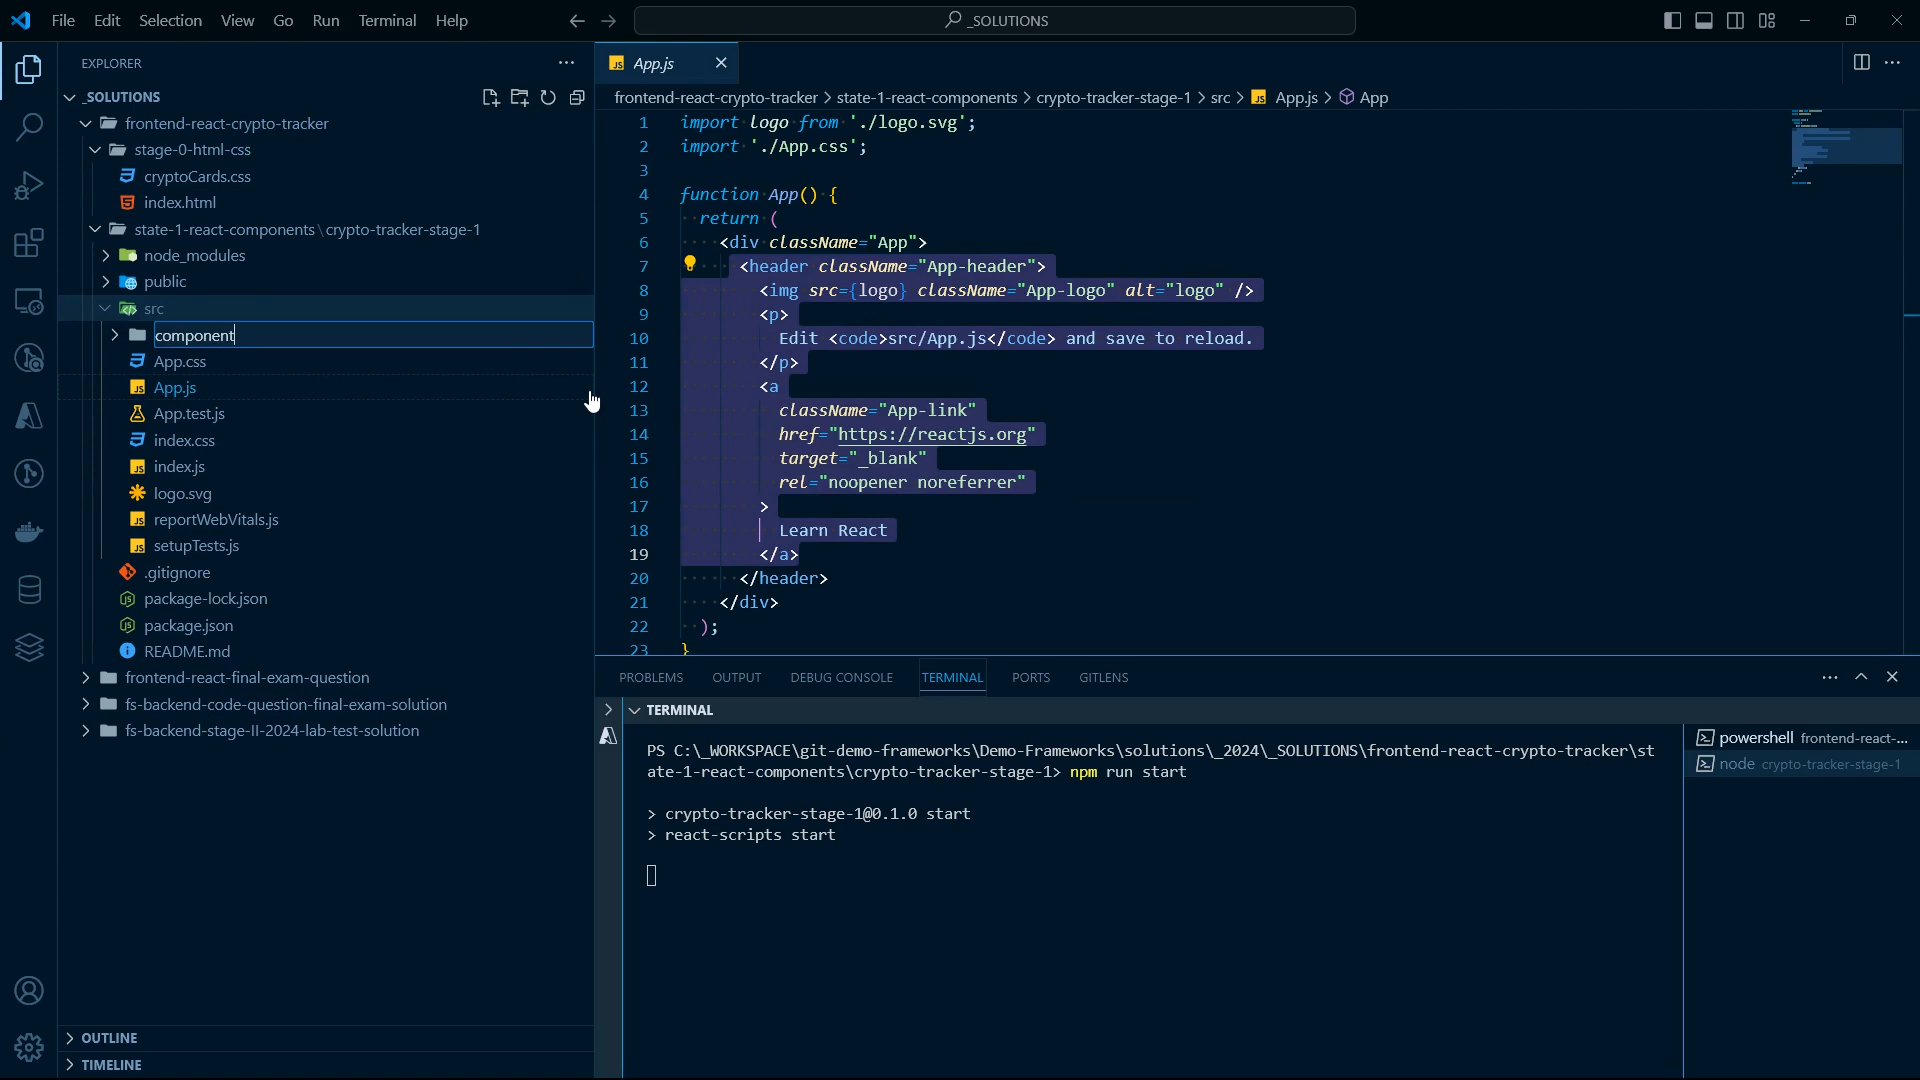 File Edit Selection View Go Run Terminal Help
_SOLUTIONS
EXPLORER
_SOLUTIONS
frontend-react-crypto-tracker
stage-0-html-css
cryptoCards.css
index.html
state-1-react-components \ crypto-tracker-stage-1
node_modules
public
src
component
App.css
App.js
App.test.js
index.css
index.js
logo.svg
reportWebVitals.js
setupTests.js
.gitignore
package-lock.json
package.json
README.md
frontend-react-final-exam-question
fs-backend-code-question-final-exam-solution
fs-backend-stage-II-2024-lab-test-solution
OUTLINE
TIMELINE
App.js
frontend-react-crypto-tracker > state-1-react-components > crypto-tracker-stage-1 > src > App.js > App
1 import logo from './logo.svg';
2 import './App.css';
3
4 function App() {
5 return (
6 <div className="App">
7 <header className="App-header">
8 <img src={logo} className="App-logo" alt="logo" />
9 <p>
10 Edit <code>src/App.js</code> and save to reload.
11 </p>
12 <a
13 className="App-link"
14 href="https://reactjs.org"
15 target="_blank"
16 rel="noopener noreferrer"
17 >
18 Learn React
19 </a>
20 </header>
21 </div>
22 );
23 }
PROBLEMS OUTPUT DEBUG CONSOLE TERMINAL PORTS GITLENS
TERMINAL
PS C:\_WORKSPACE\git-demo-frameworks\Demo-Frameworks\solutions\_2024\_SOLUTIONS\frontend-react-crypto-tracker\st
ate-1-react-components\crypto-tracker-stage-1> npm run start
> crypto-tracker-stage-1@0.1.0 start
> react-scripts start
powershell frontend-react-...
node crypto-tracker-stage-1